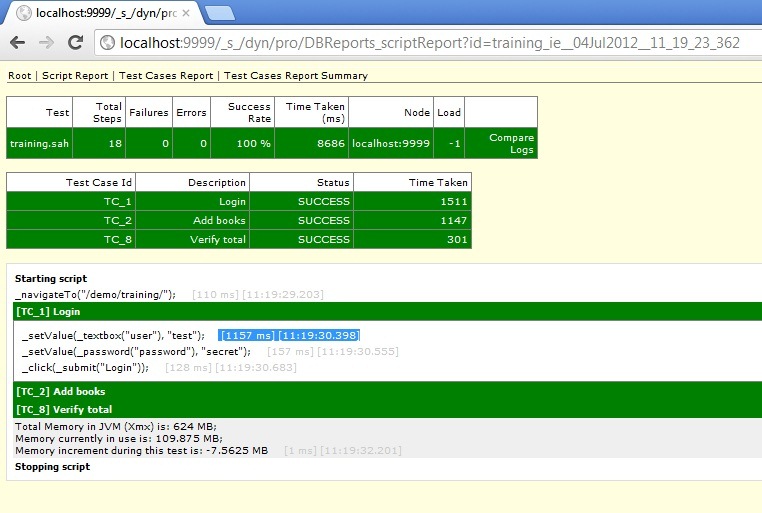 localhost:9999/_s_/dyn/pro
localhost:9999/_s_/dyn/pro/DBReports_scriptReport?id=training_ie__04Jul2012__11_19_23_362
Root | Script Report | Test Cases Report | Test Cases Report Summary
Test Total Steps Failures Errors Success Rate Time Taken (ms) Node Load
training.sah 18 0 0 100 % 8686 localhost:9999 -1 Compare Logs
Test Case Id Description Status Time Taken
TC_1 Login SUCCESS 1511
TC_2 Add books SUCCESS 1147
TC_8 Verify total SUCCESS 301
Starting script
_navigateTo("/demo/training/"); [110 ms] [11:19:29.203]
[TC_1] Login
_setValue(_textbox("user"), "test"); [1157 ms] [11:19:30.398]
_setValue(_password("password"), "secret"); [157 ms] [11:19:30.555]
_click(_submit("Login")); [128 ms] [11:19:30.683]
[TC_2] Add books
[TC_8] Verify total
Total Memory in JVM (Xmx) is: 624 MB;
Memory currently in use is: 109.875 MB;
Memory increment during this test is: -7.5625 MB [1 ms] [11:19:32.201]
Stopping script